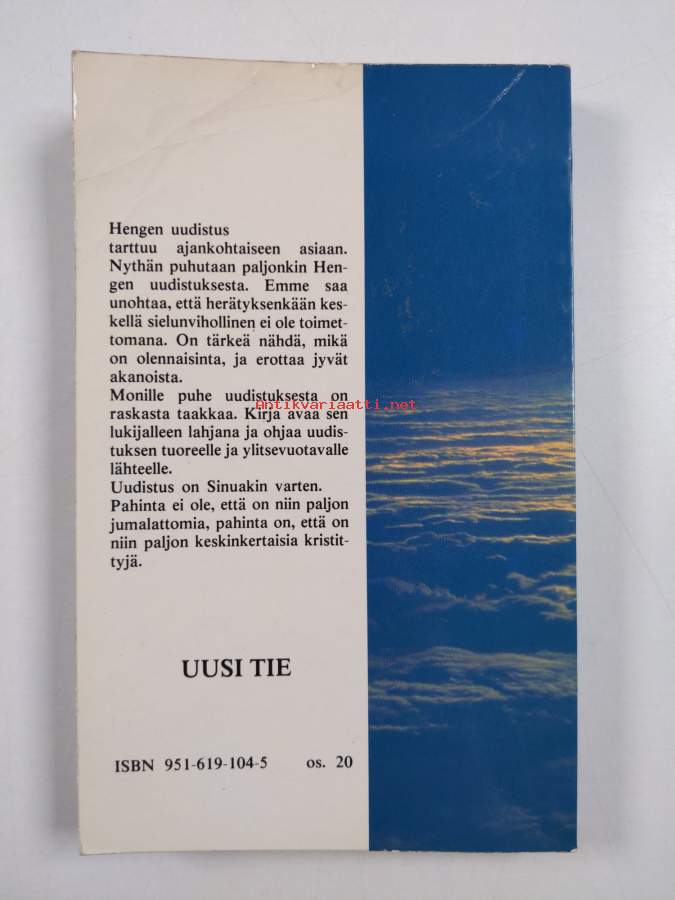 Hengen uudistus
tarttuu ajankohtaiseen asiaan.
Nythän puhutaan paljonkin Hen-
gen uudistuksesta. Emme saa
unohtaa, että herätyksenkään kes-
kellä sielunvihollinen ei ole toimet-
tomana. On tärkeä nähdä, mikä
on olennaisinta, ja erottaa jyvät
akanoista.
Monille puhe uudistuksesta on
raskasta taakkaa. Kirja avaa sen
Antikvariaatti.net
lukijalleen lahjana ja ohjaa uudis-
tuksen tuoreelle ja ylitsevuotavalle
lähteelle.
Uudistus on Sinuakin varten.
Pahinta ei ole, että on niin paljon
jumalattomia, pahinta on, että on
niin paljon keskinkertaisia kristit-
tyjä.
UUSI TIE
ISBN 951-619-104-5 os. 20